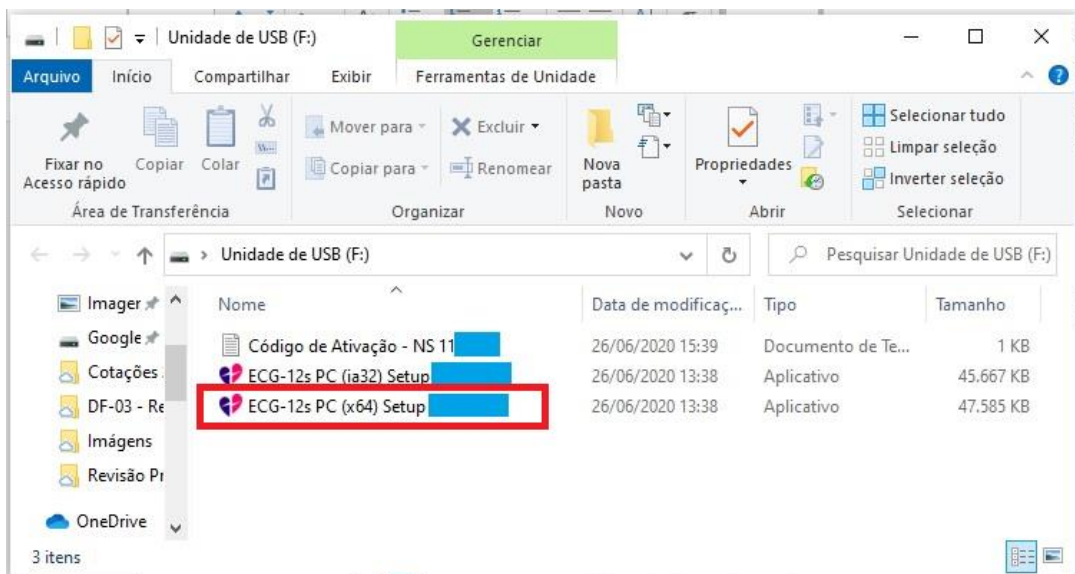 Unidade de USB (F:)
Gerenciar
Arquivo Início Compartilhar Exibir Ferramentas de Unidade
Fixar no Acesso rápido
Copiar
Colar
Área de Transferência
Mover para
Copiar para
Excluir
Renomear
Organizar
Nova pasta
Novo
Propriedades
Abrir
Selecionar tudo
Limpar seleção
Inverter seleção
Selecionar
Unidade de USB (F:)
Pesquisar Unidade de USB (F:)
Imager
Google
Cotações
DF-03 - Re
Imágens
Revisão Pr
OneDrive
Nome Data de modificaç... Tipo Tamanho
Código de Ativação - NS 11 26/06/2020 15:39 Documento de Te... 1 KB
ECG-12s PC (ia32) Setup 26/06/2020 13:38 Aplicativo 45.667 KB
ECG-12s PC (x64) Setup 26/06/2020 13:38 Aplicativo 47.585 KB
3 itens